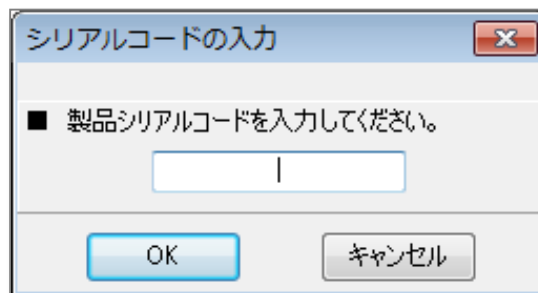 シリアルコードの入力
■ 製品シリアルコードを入力してください。
OK
キャンセル